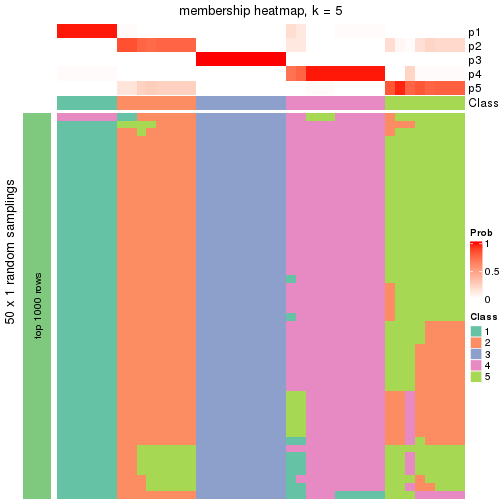 membership heatmap, k = 5
p1
p2
p3
p4
p5
Class
50 x 1 random samplings
top 1000 rows
Prob
1
0.5
0
Class
1
2
3
4
5